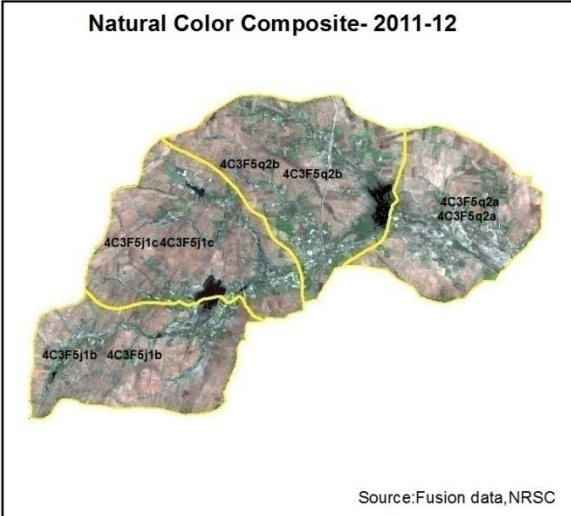 Natural Color Composite- 2011-12
4C3F5q2b
4C3F5q2b
4C3F5q2a
4C3F5q2a
4C3F5j1c4C3F5j1c
4C3F5j1b 4C3F5j1b
Source:Fusion data,NRSC